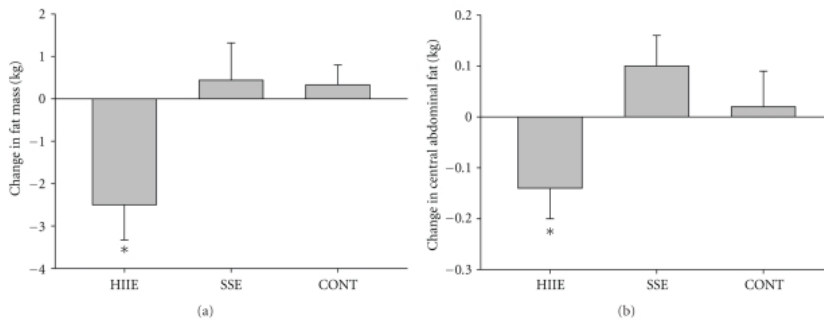 (a)
Change in fat mass (kg)
2
1
0
−1
−2
−3
−4
*
HIIE SSE CONT
(a)
Change in central abdominal fat (kg)
0.2
0.1
0
−0.1
−0.2
−0.3
*
HIIE SSE CONT
(b)